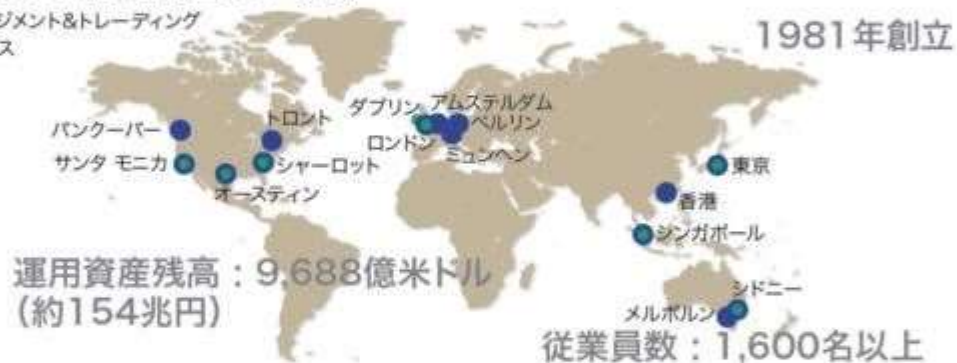 ジメント&トレーディング
ス
1981年創立
ダブリン
アムステルダム
トロント
ベルリン
バンクーバー
ロンドン
ミュンヘン
サンタ モニカ
シャーロット
東京
オースティン
香港
シンガポール
運用資産残高：9,688億米ドル
（約154兆円）
シドニー
メルボルン
従業員数：1,600名以上